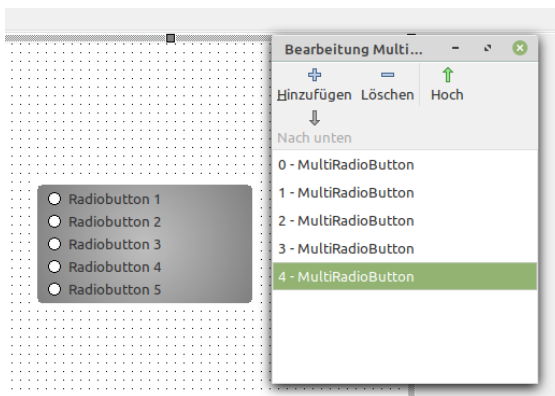 Bearbeitung Multi...
Hinzufügen Löschen Hoch
Nach unten
0 - MultiRadioButton
1 - MultiRadioButton
2 - MultiRadioButton
3 - MultiRadioButton
4 - MultiRadioButton
Radiobutton 1
Radiobutton 2
Radiobutton 3
Radiobutton 4
Radiobutton 5